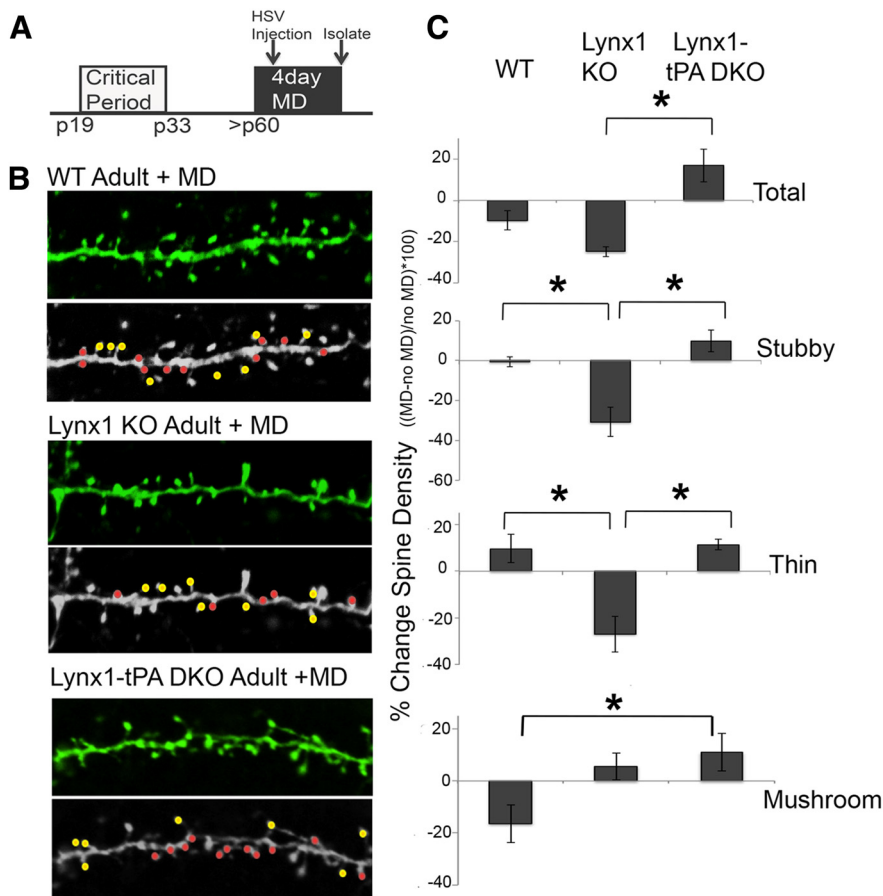 A
HSV
Injection
Isolate
Critical
Period
4day
MD
p19
p33
>p60
B
WT Adult + MD
Lynx1 KO Adult + MD
Lynx1-tPA DKO Adult +MD
C
WT
Lynx1
KO
Lynx1-
tPA DKO
% Change Spine Density ((MD-no MD)/no MD)*100)
*
20
0
-20
-40
Total
* *
20
0
-20
-40
-60
Stubby
* *
20
0
-20
-40
Thin
*
20
0
-20
-40
Mushroom